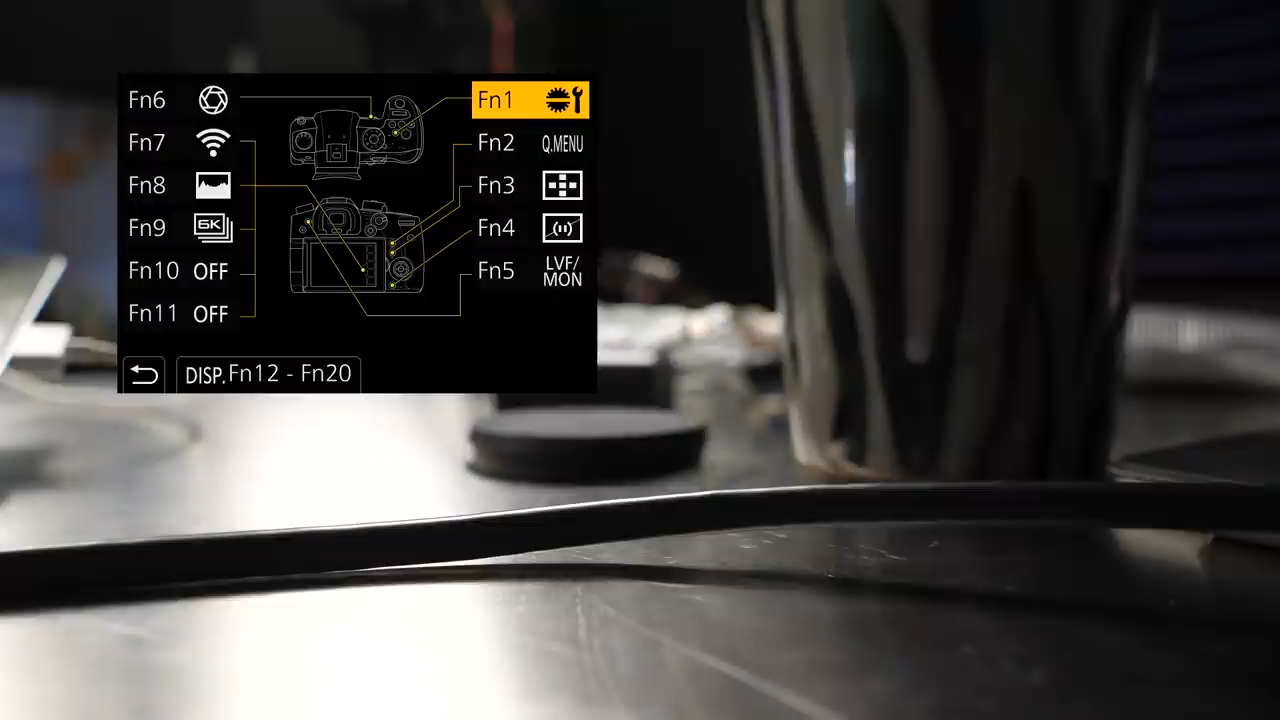 Fn6
Fn7
Fn8
Fn9 6K
Fn10 OFF
Fn11 OFF
Fn1
Fn2 Q.MENU
Fn3
Fn4
Fn5 LVF/
MON
DISP. Fn12 - Fn20